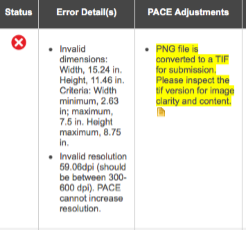 Status Error Detail(s) PACE Adjustments
• Invalid
dimensions:
Width, 15.24 in.
Height, 11.46 in.
Criteria: Width
minimum, 2.63
in; maximum,
7.5 in. Height
maximum, 8.75
in.
• Invalid resolution
59.06dpi (should
be between 300-
600 dpi). PACE
cannot increase
resolution.
• PNG file is
converted to a TIF
for submission.
Please inspect the
tif version for image
clarity and content.